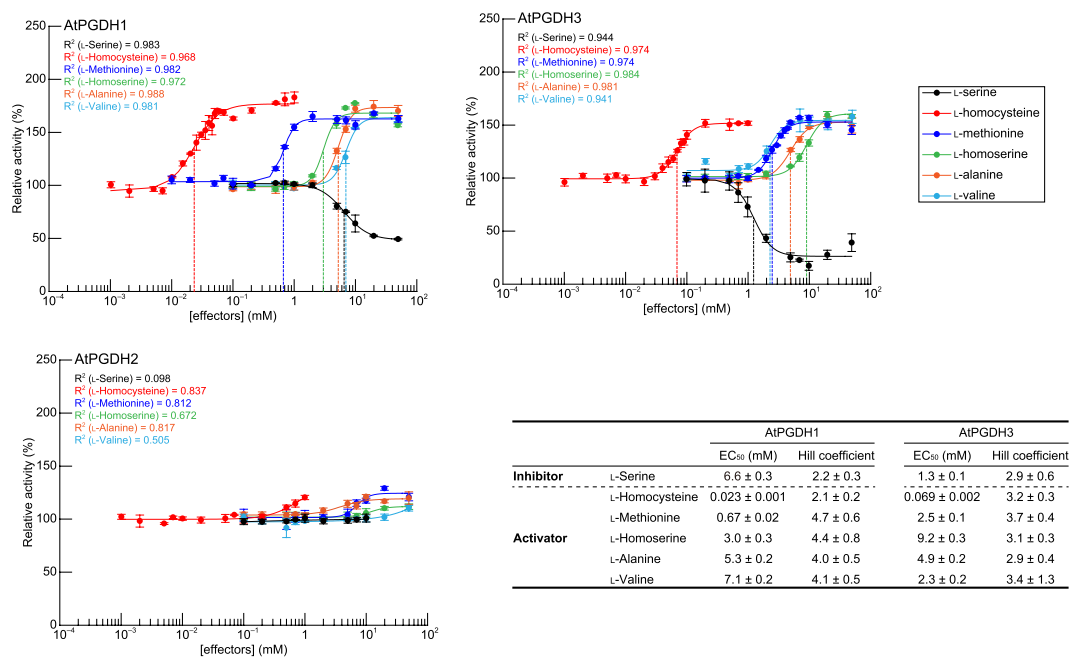 AtPGDH1
R² (L-Serine) = 0.983
R² (L-Homocysteine) = 0.968
R² (L-Methionine) = 0.982
R² (L-Homoserine) = 0.972
R² (L-Alanine) = 0.988
R² (L-Valine) = 0.981
250
200
150
100
50
0
Relative activity (%)
10⁻⁴ 10⁻³ 10⁻² 10⁻¹ 1 10¹ 10²
[effectors] (mM)
AtPGDH3
R² (L-Serine) = 0.944
R² (L-Homocysteine) = 0.974
R² (L-Methionine) = 0.974
R² (L-Homoserine) = 0.984
R² (L-Alanine) = 0.981
R² (L-Valine) = 0.941
250
200
150
100
50
0
Relative activity (%)
10⁻⁴ 10⁻³ 10⁻² 10⁻¹ 1 10¹ 10²
[effectors] (mM)
L-serine
L-homocysteine
L-methionine
L-homoserine
L-alanine
L-valine
AtPGDH2
R² (L-Serine) = 0.098
R² (L-Homocysteine) = 0.837
R² (L-Methionine) = 0.812
R² (L-Homoserine) = 0.672
R² (L-Alanine) = 0.817
R² (L-Valine) = 0.505
250
200
150
100
50
0
Relative activity (%)
10⁻⁴ 10⁻³ 10⁻² 10⁻¹ 1 10¹ 10²
[effectors] (mM)
AtPGDH1 AtPGDH3
EC₅₀ (mM) Hill coefficient EC₅₀ (mM) Hill coefficient
Inhibitor L-Serine 6.6 ± 0.3 2.2 ± 0.3 1.3 ± 0.1 2.9 ± 0.6
L-Homocysteine 0.023 ± 0.001 2.1 ± 0.2 0.069 ± 0.002 3.2 ± 0.3
L-Methionine 0.67 ± 0.02 4.7 ± 0.6 2.5 ± 0.1 3.7 ± 0.4
Activator L-Homoserine 3.0 ± 0.3 4.4 ± 0.8 9.2 ± 0.3 3.1 ± 0.3
L-Alanine 5.3 ± 0.2 4.0 ± 0.5 4.9 ± 0.2 2.9 ± 0.4
L-Valine 7.1 ± 0.2 4.1 ± 0.5 2.3 ± 0.2 3.4 ± 1.3